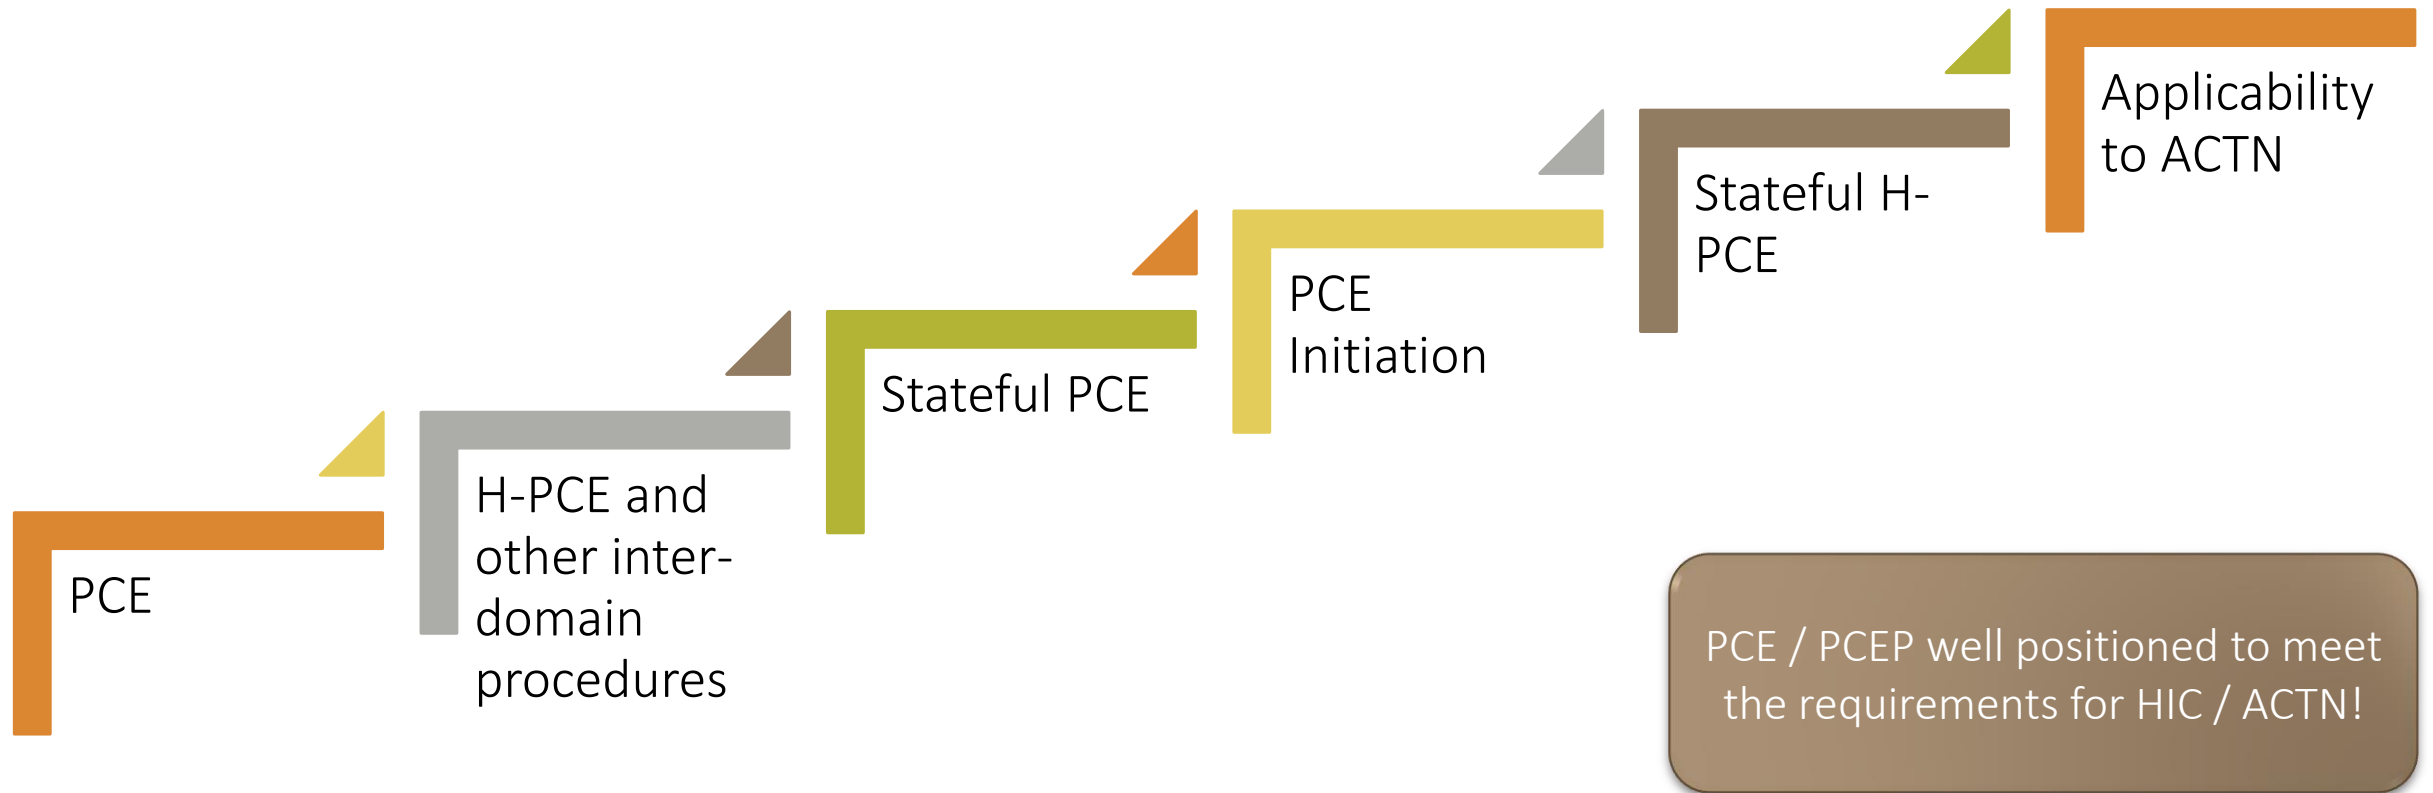 PCE
H-PCE and
other inter-
domain
procedures
Stateful PCE
PCE
Initiation
Stateful H-
PCE
Applicability
to ACTN
PCE / PCEP well positioned to meet
the requirements for HIC / ACTN!